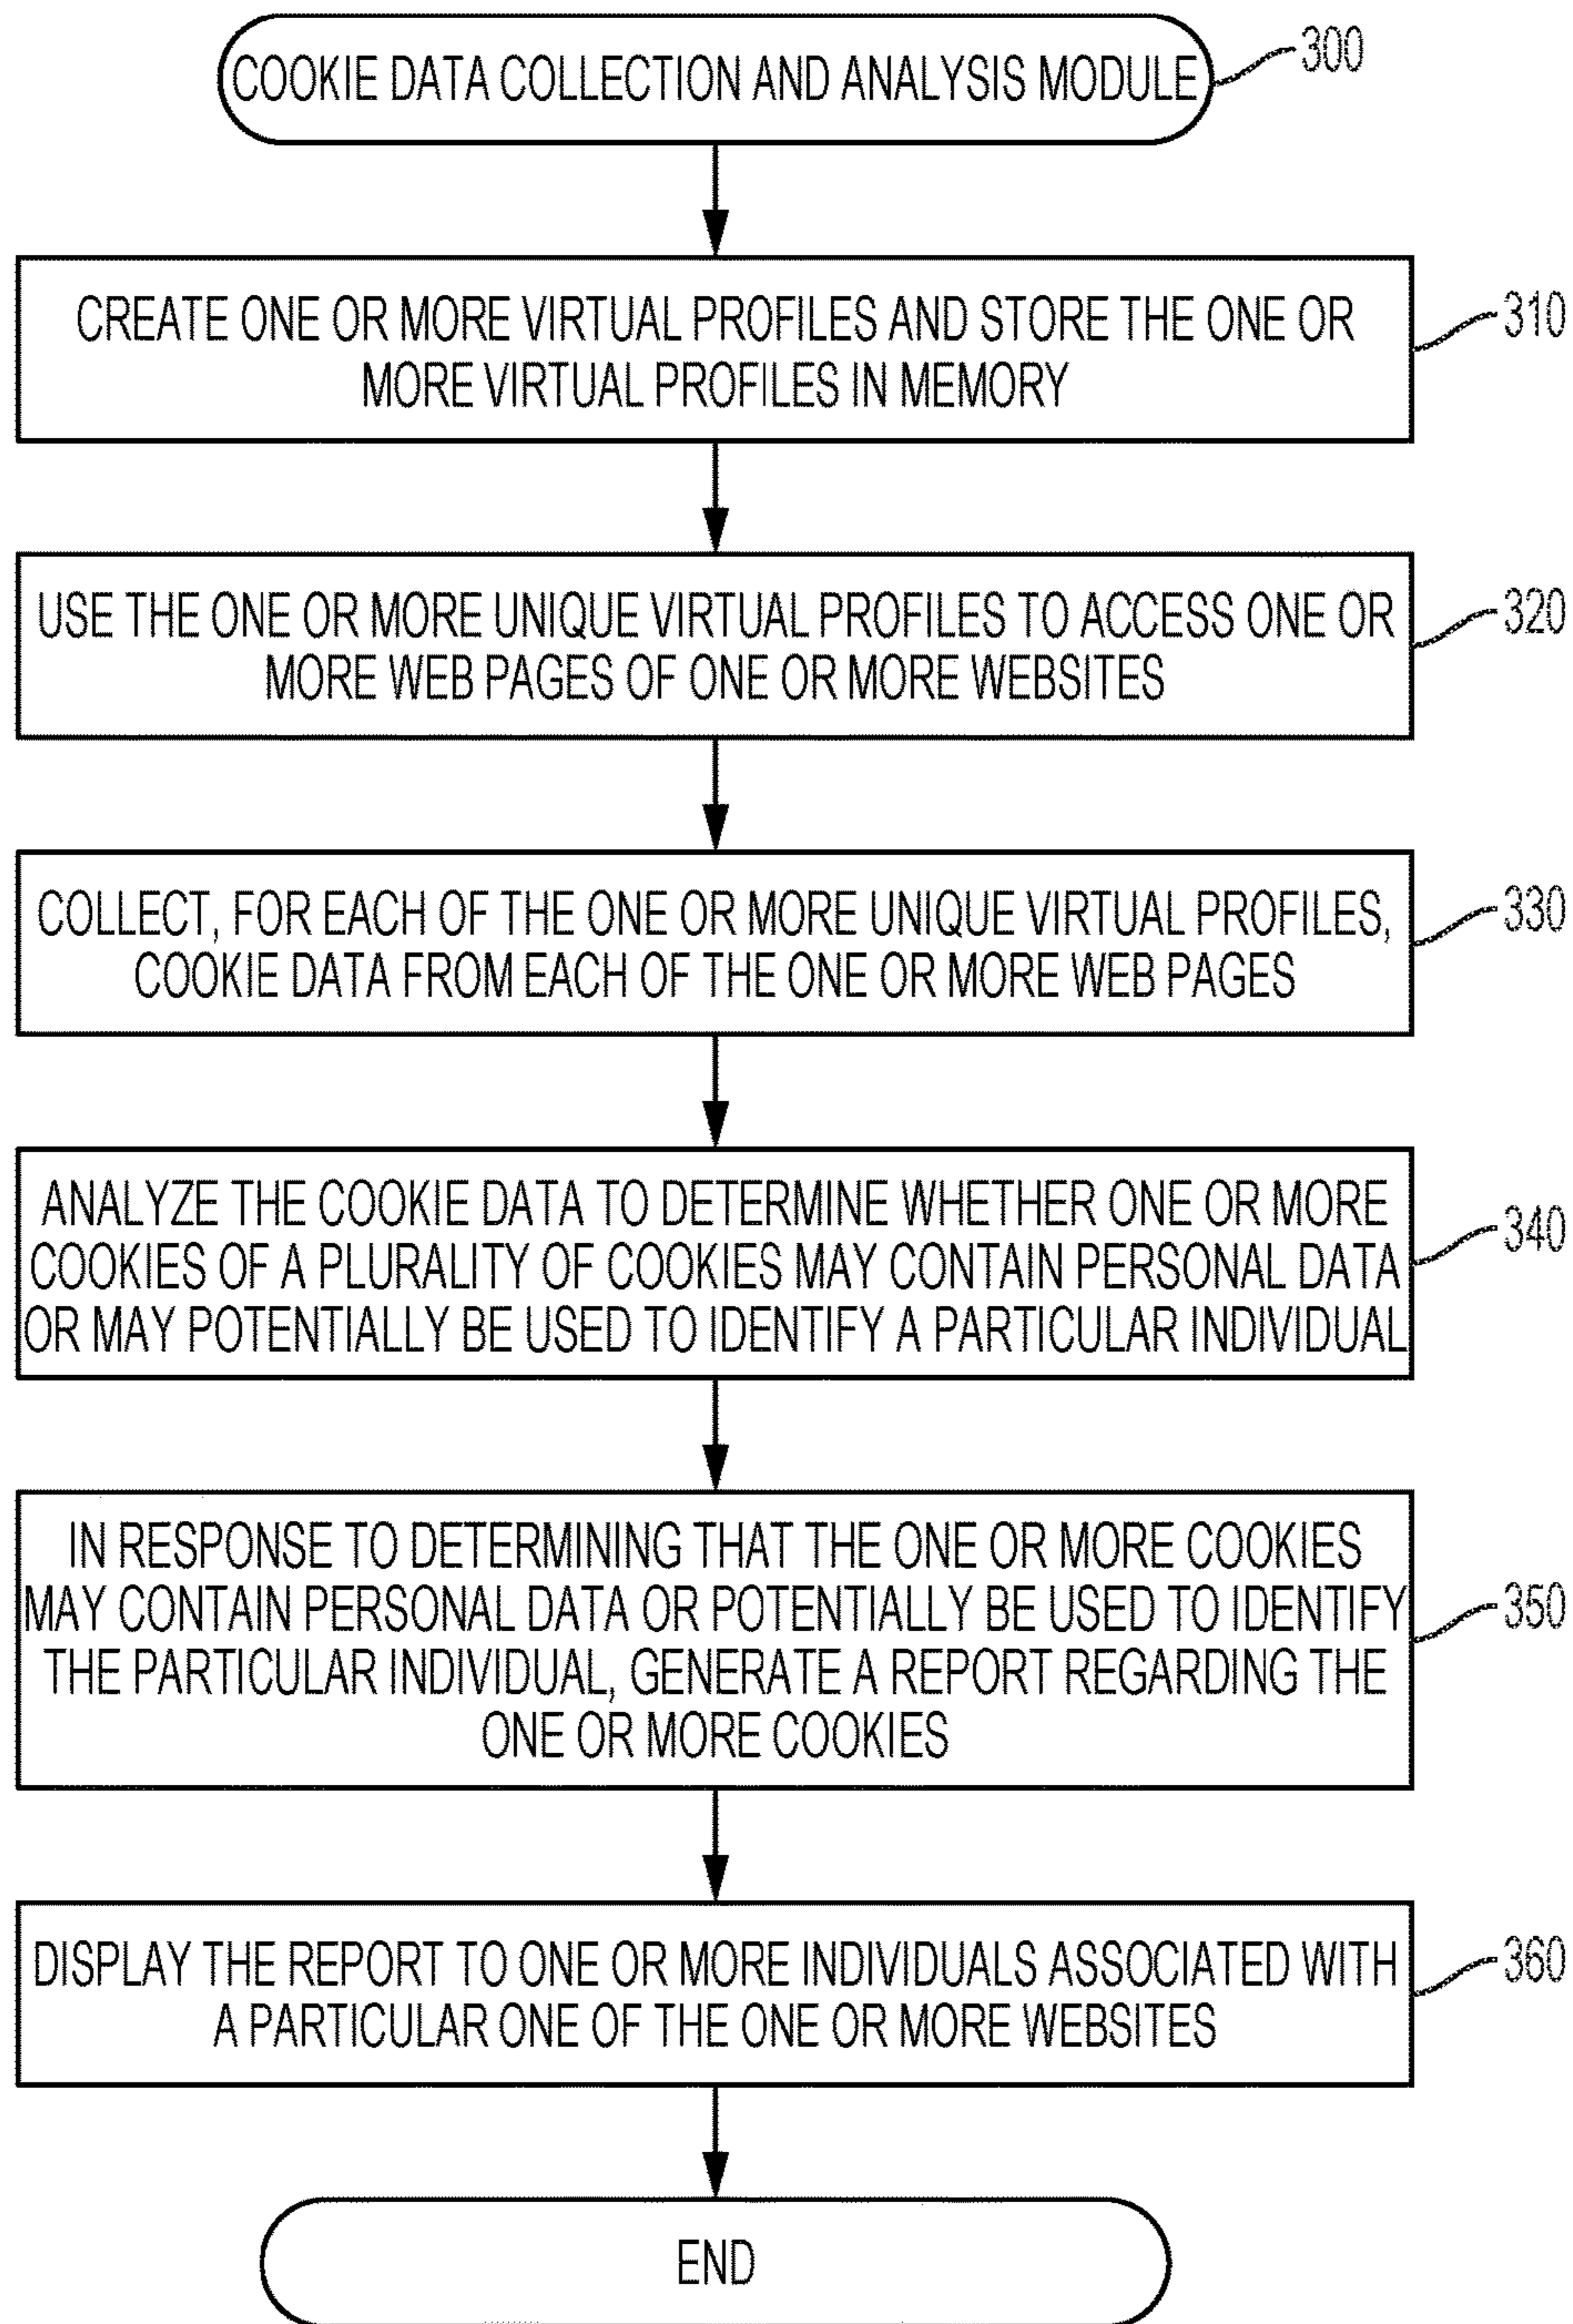 COOKIE DATA COLLECTION AND ANALYSIS MODULE
300
CREATE ONE OR MORE VIRTUAL PROFILES AND STORE THE ONE OR
MORE VIRTUAL PROFILES IN MEMORY
310
USE THE ONE OR MORE UNIQUE VIRTUAL PROFILES TO ACCESS ONE OR
MORE WEB PAGES OF ONE OR MORE WEBSITES
320
COLLECT, FOR EACH OF THE ONE OR MORE UNIQUE VIRTUAL PROFILES,
COOKIE DATA FROM EACH OF THE ONE OR MORE WEB PAGES
330
ANALYZE THE COOKIE DATA TO DETERMINE WHETHER ONE OR MORE
COOKIES OF A PLURALITY OF COOKIES MAY CONTAIN PERSONAL DATA
OR MAY POTENTIALLY BE USED TO IDENTIFY A PARTICULAR INDIVIDUAL
340
IN RESPONSE TO DETERMINING THAT THE ONE OR MORE COOKIES
MAY CONTAIN PERSONAL DATA OR POTENTIALLY BE USED TO IDENTIFY
THE PARTICULAR INDIVIDUAL, GENERATE A REPORT REGARDING THE
ONE OR MORE COOKIES
350
DISPLAY THE REPORT TO ONE OR MORE INDIVIDUALS ASSOCIATED WITH
A PARTICULAR ONE OF THE ONE OR MORE WEBSITES
360
END